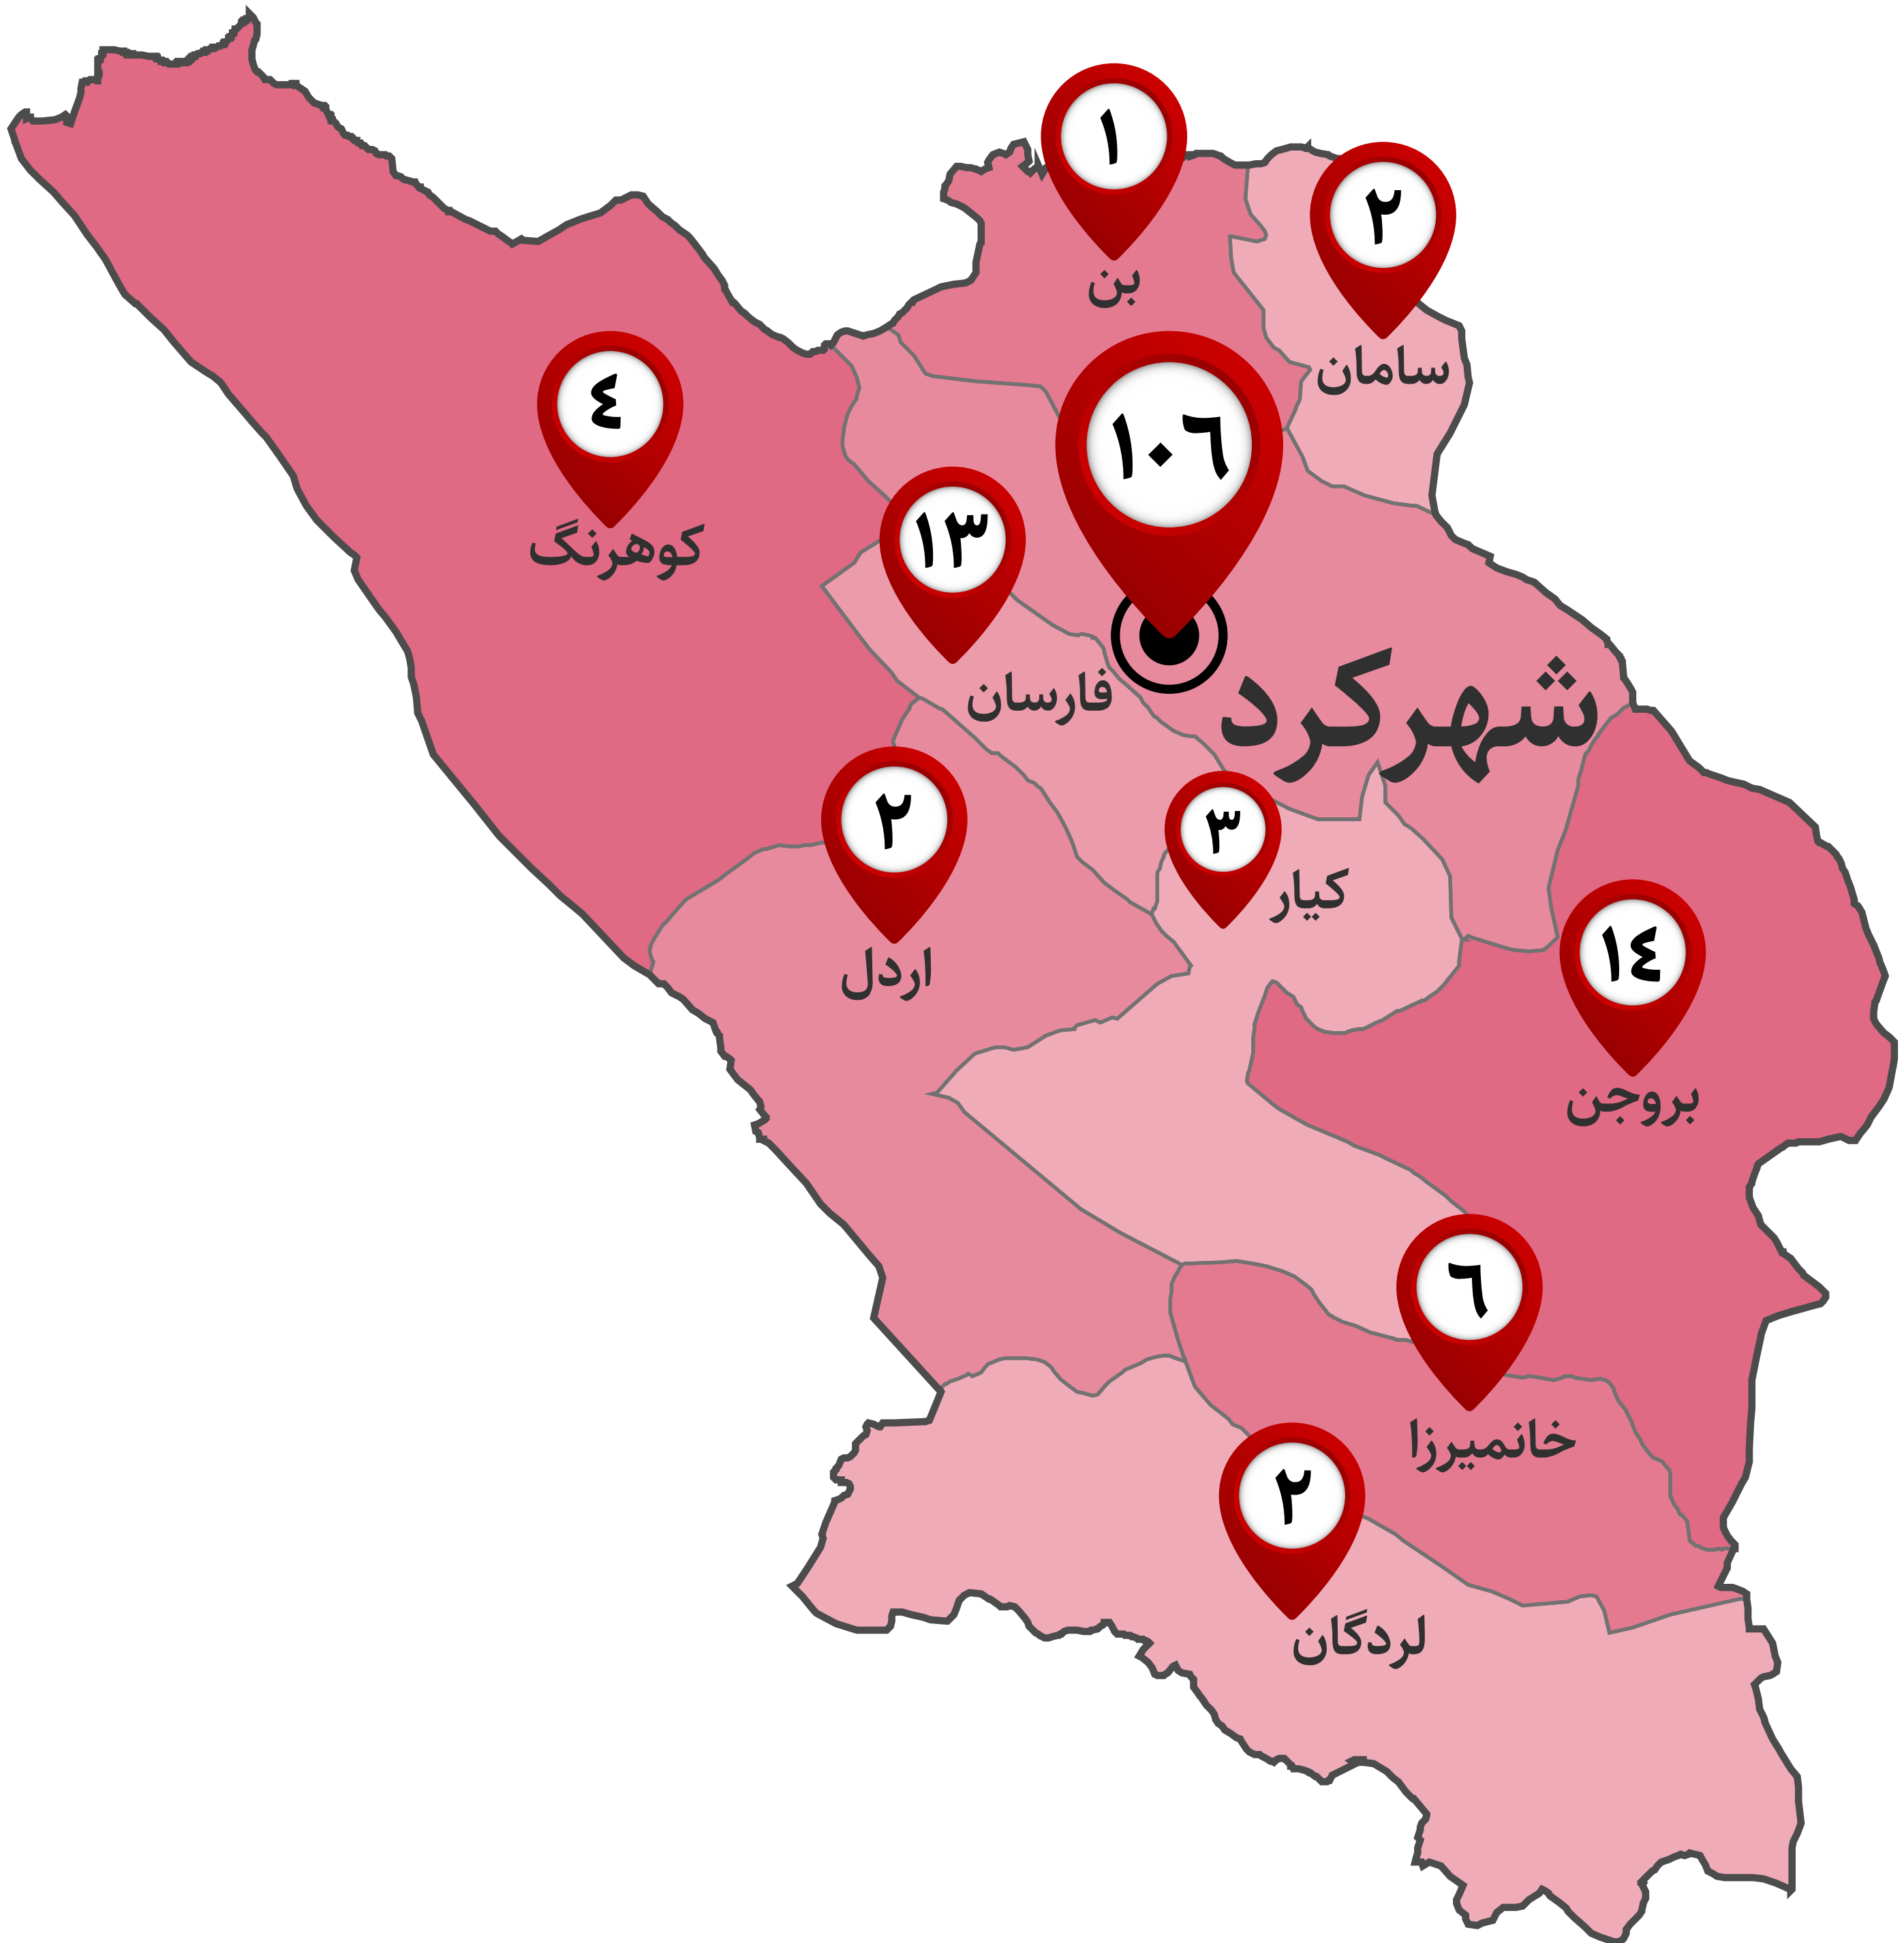 ١
بن
٢
سامان
٤
کوهرنگ
١٠٦
شهرکرد
١٣
فارسان
٢
اردل
٣
کیار
١٤
بروجن
٦
خانمیرزا
٢
لردگان